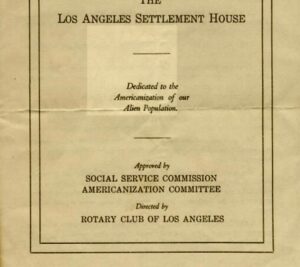 THE
LOS ANGELES SETTLEMENT HOUSE
Dedicated to the
Americanization of our
Alien Population.
Approved by
SOCIAL SERVICE COMMISSION
AMERICANIZATION COMMITTEE
Directed by
ROTARY CLUB OF LOS ANGELES